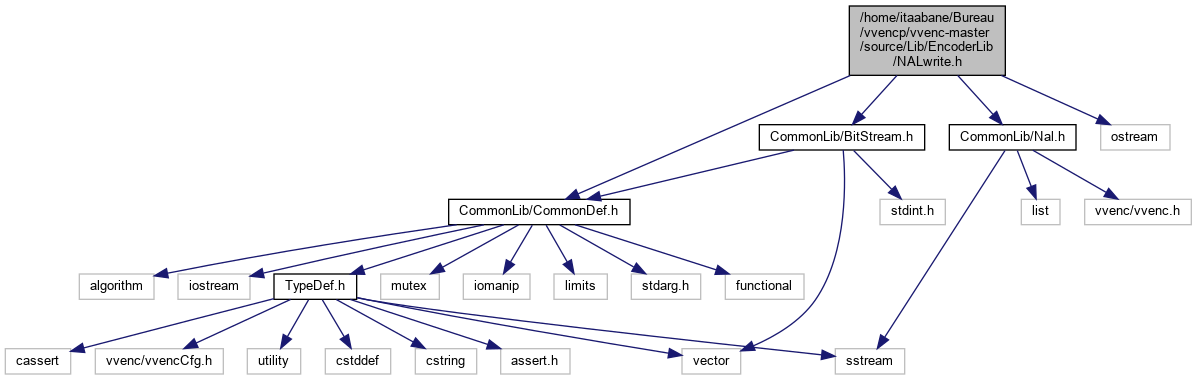 /home/itaabane/Bureau
/vvencp/vvenc-master
/source/Lib/EncoderLib
/NALwrite.h
CommonLib/BitStream.h
CommonLib/Nal.h
ostream
CommonLib/CommonDef.h
stdint.h
list
vvenc/vvenc.h
algorithm
iostream
TypeDef.h
mutex
iomanip
limits
stdarg.h
functional
cassert
vvenc/vvencCfg.h
utility
cstddef
cstring
assert.h
vector
sstream